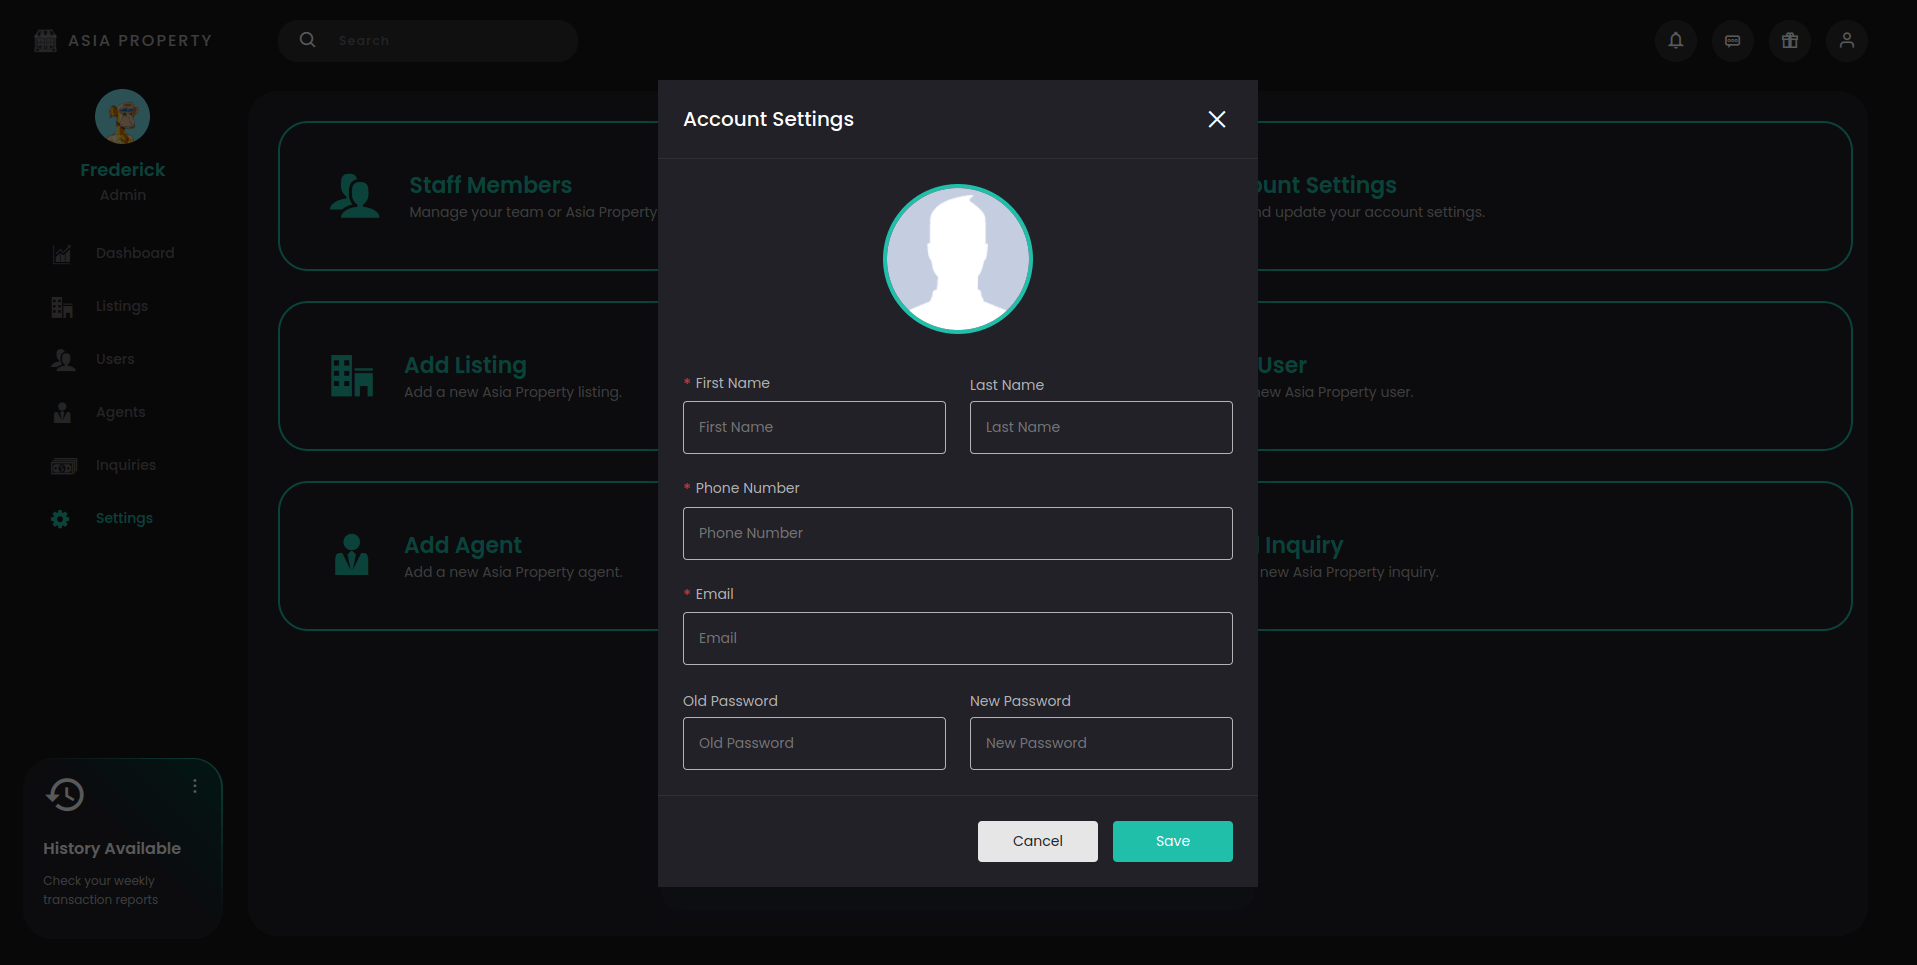 ASIA PROPERTY
Search
Frederick
Admin
Dashboard
Listings
Users
Agents
Inquiries
Settings
History Available
Check your weekly
transaction reports
Staff Members
Manage your team or Asia Property
ount Settings
nd update your account settings.
Add Listing
Add a new Asia Property listing.
User
ew Asia Property user.
Add Agent
Add a new Asia Property agent.
Inquiry
new Asia Property inquiry.
Account Settings
* First Name
Last Name
First Name
Last Name
* Phone Number
Phone Number
* Email
Email
Old Password
New Password
Old Password
New Password
Cancel
Save